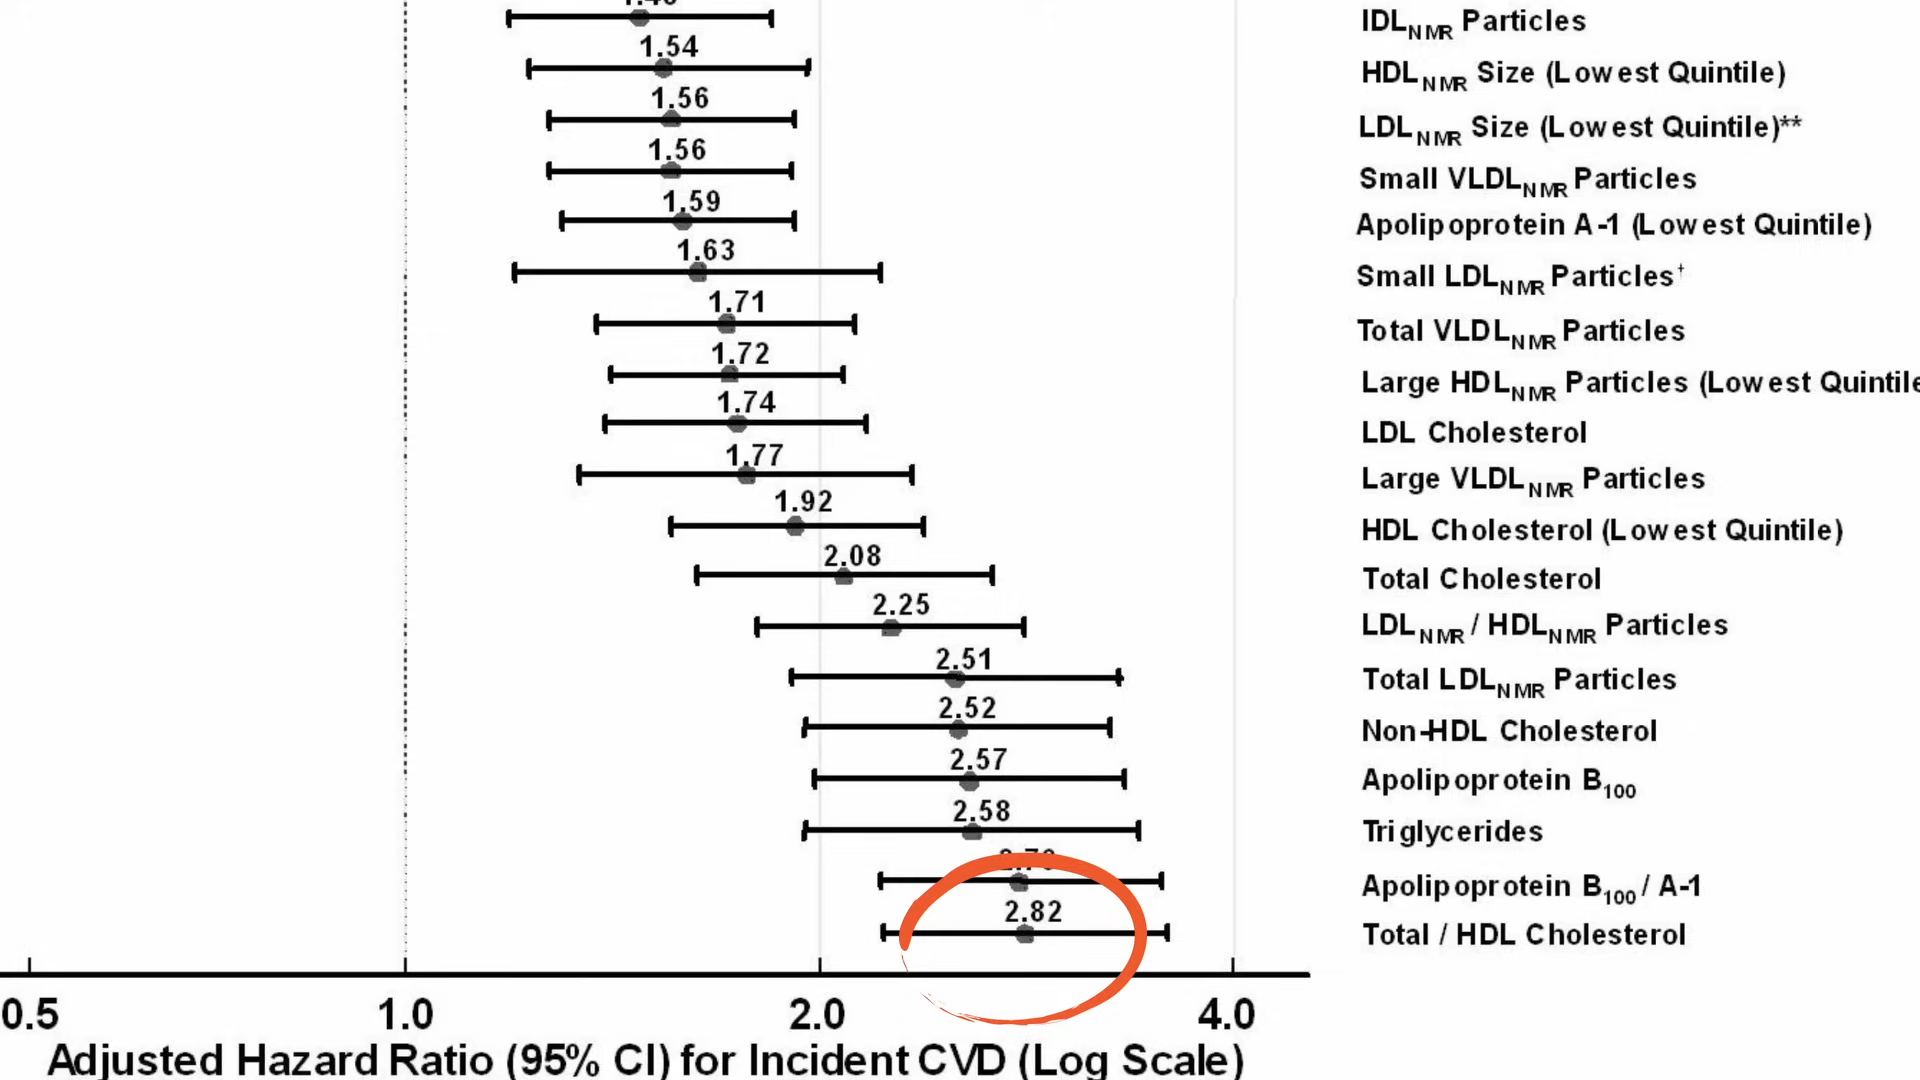 IDLNMR Particles
1.54
HDLNMR Size (Lowest Quintile)
1.56
LDLNMR Size (Lowest Quintile)**
1.56
Small VLDLNMR Particles
1.59
Apolipoprotein A-1 (Lowest Quintile)
1.63
Small LDLNMR Particles†
1.71
Total VLDLNMR Particles
1.72
Large HDLNMR Particles (Lowest Quintile
1.74
LDL Cholesterol
1.77
Large VLDLNMR Particles
1.92
HDL Cholesterol (Lowest Quintile)
2.08
Total Cholesterol
2.25
LDLNMR / HDLNMR Particles
2.51
Total LDLNMR Particles
2.52
Non-HDL Cholesterol
2.57
Apolipoprotein B100
2.58
Triglycerides
Apolipoprotein B100 / A-1
2.82
Total / HDL Cholesterol
0.5 1.0 2.0 4.0
Adjusted Hazard Ratio (95% CI) for Incident CVD (Log Scale)